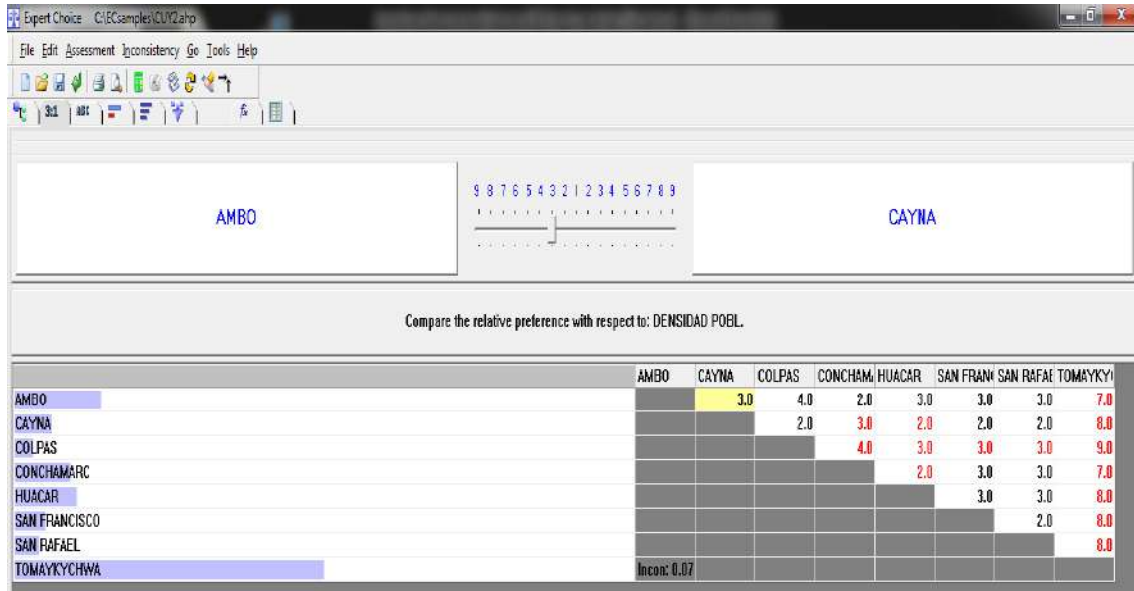 Expert Choice C:\ECsamples\CUY2.ahp
File Edit Assessment Inconsistency Go Tools Help
3:1 ABC fx
9 8 7 6 5 4 3 2 1 2 3 4 5 6 7 8 9
AMBO CAYNA
Compare the relative preference with respect to: DENSIDAD POBL.
AMBO CAYNA COLPAS CONCHAM HUACAR SAN FRAN SAN RAFAE TOMAYKY
AMBO 3.0 4.0 2.0 3.0 3.0 3.0 7.0
CAYNA 2.0 3.0 2.0 2.0 2.0 8.0
COLPAS 4.0 3.0 3.0 3.0 9.0
CONCHAMARC 2.0 3.0 3.0 7.0
HUACAR 3.0 3.0 8.0
SAN FRANCISCO 2.0 8.0
SAN RAFAEL 8.0
TOMAYKYCHWA Incon: 0.07